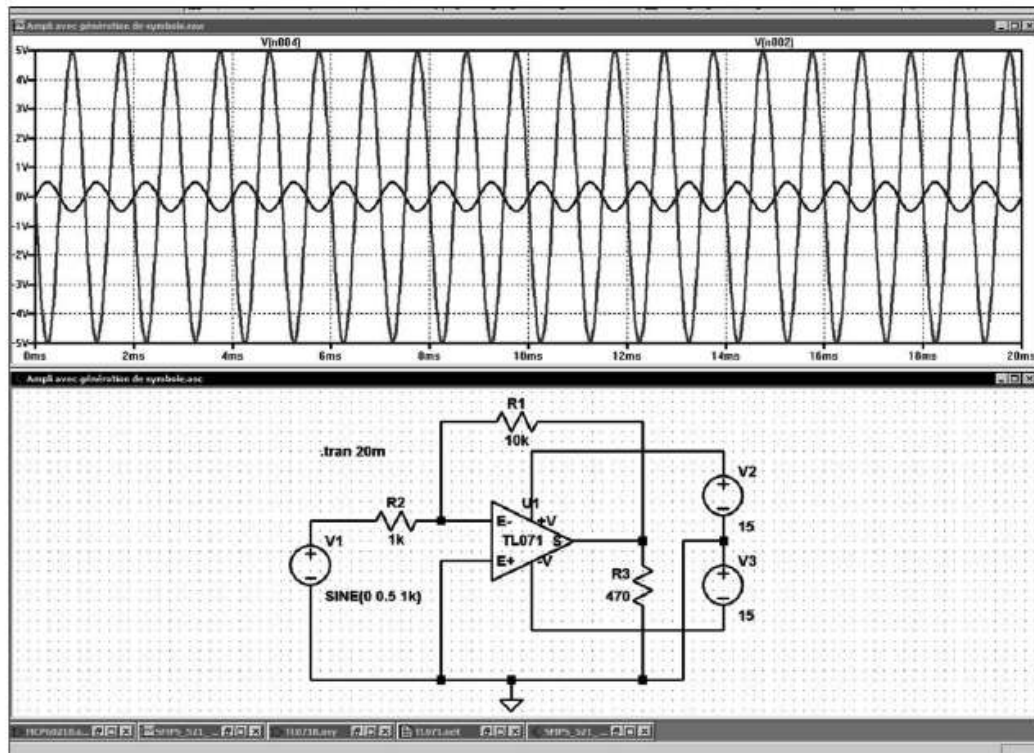 Ampli avec génération de symbole.raw
V(n004) V(n002)
5V
4V
3V
2V
1V
0V
-1V
-2V
-3V
-4V
-5V
0ms 2ms 4ms 6ms 8ms 10ms 12ms 14ms 16ms 18ms 20ms
Ampli avec génération de symbole.asc
R1
10k
.tran 20m
V2
R2
U1
E- +V
15
1k
V1
TL071 S
E+ -V
V3
R3
470
SINE(0 0.5 1k)
15
TL071.net